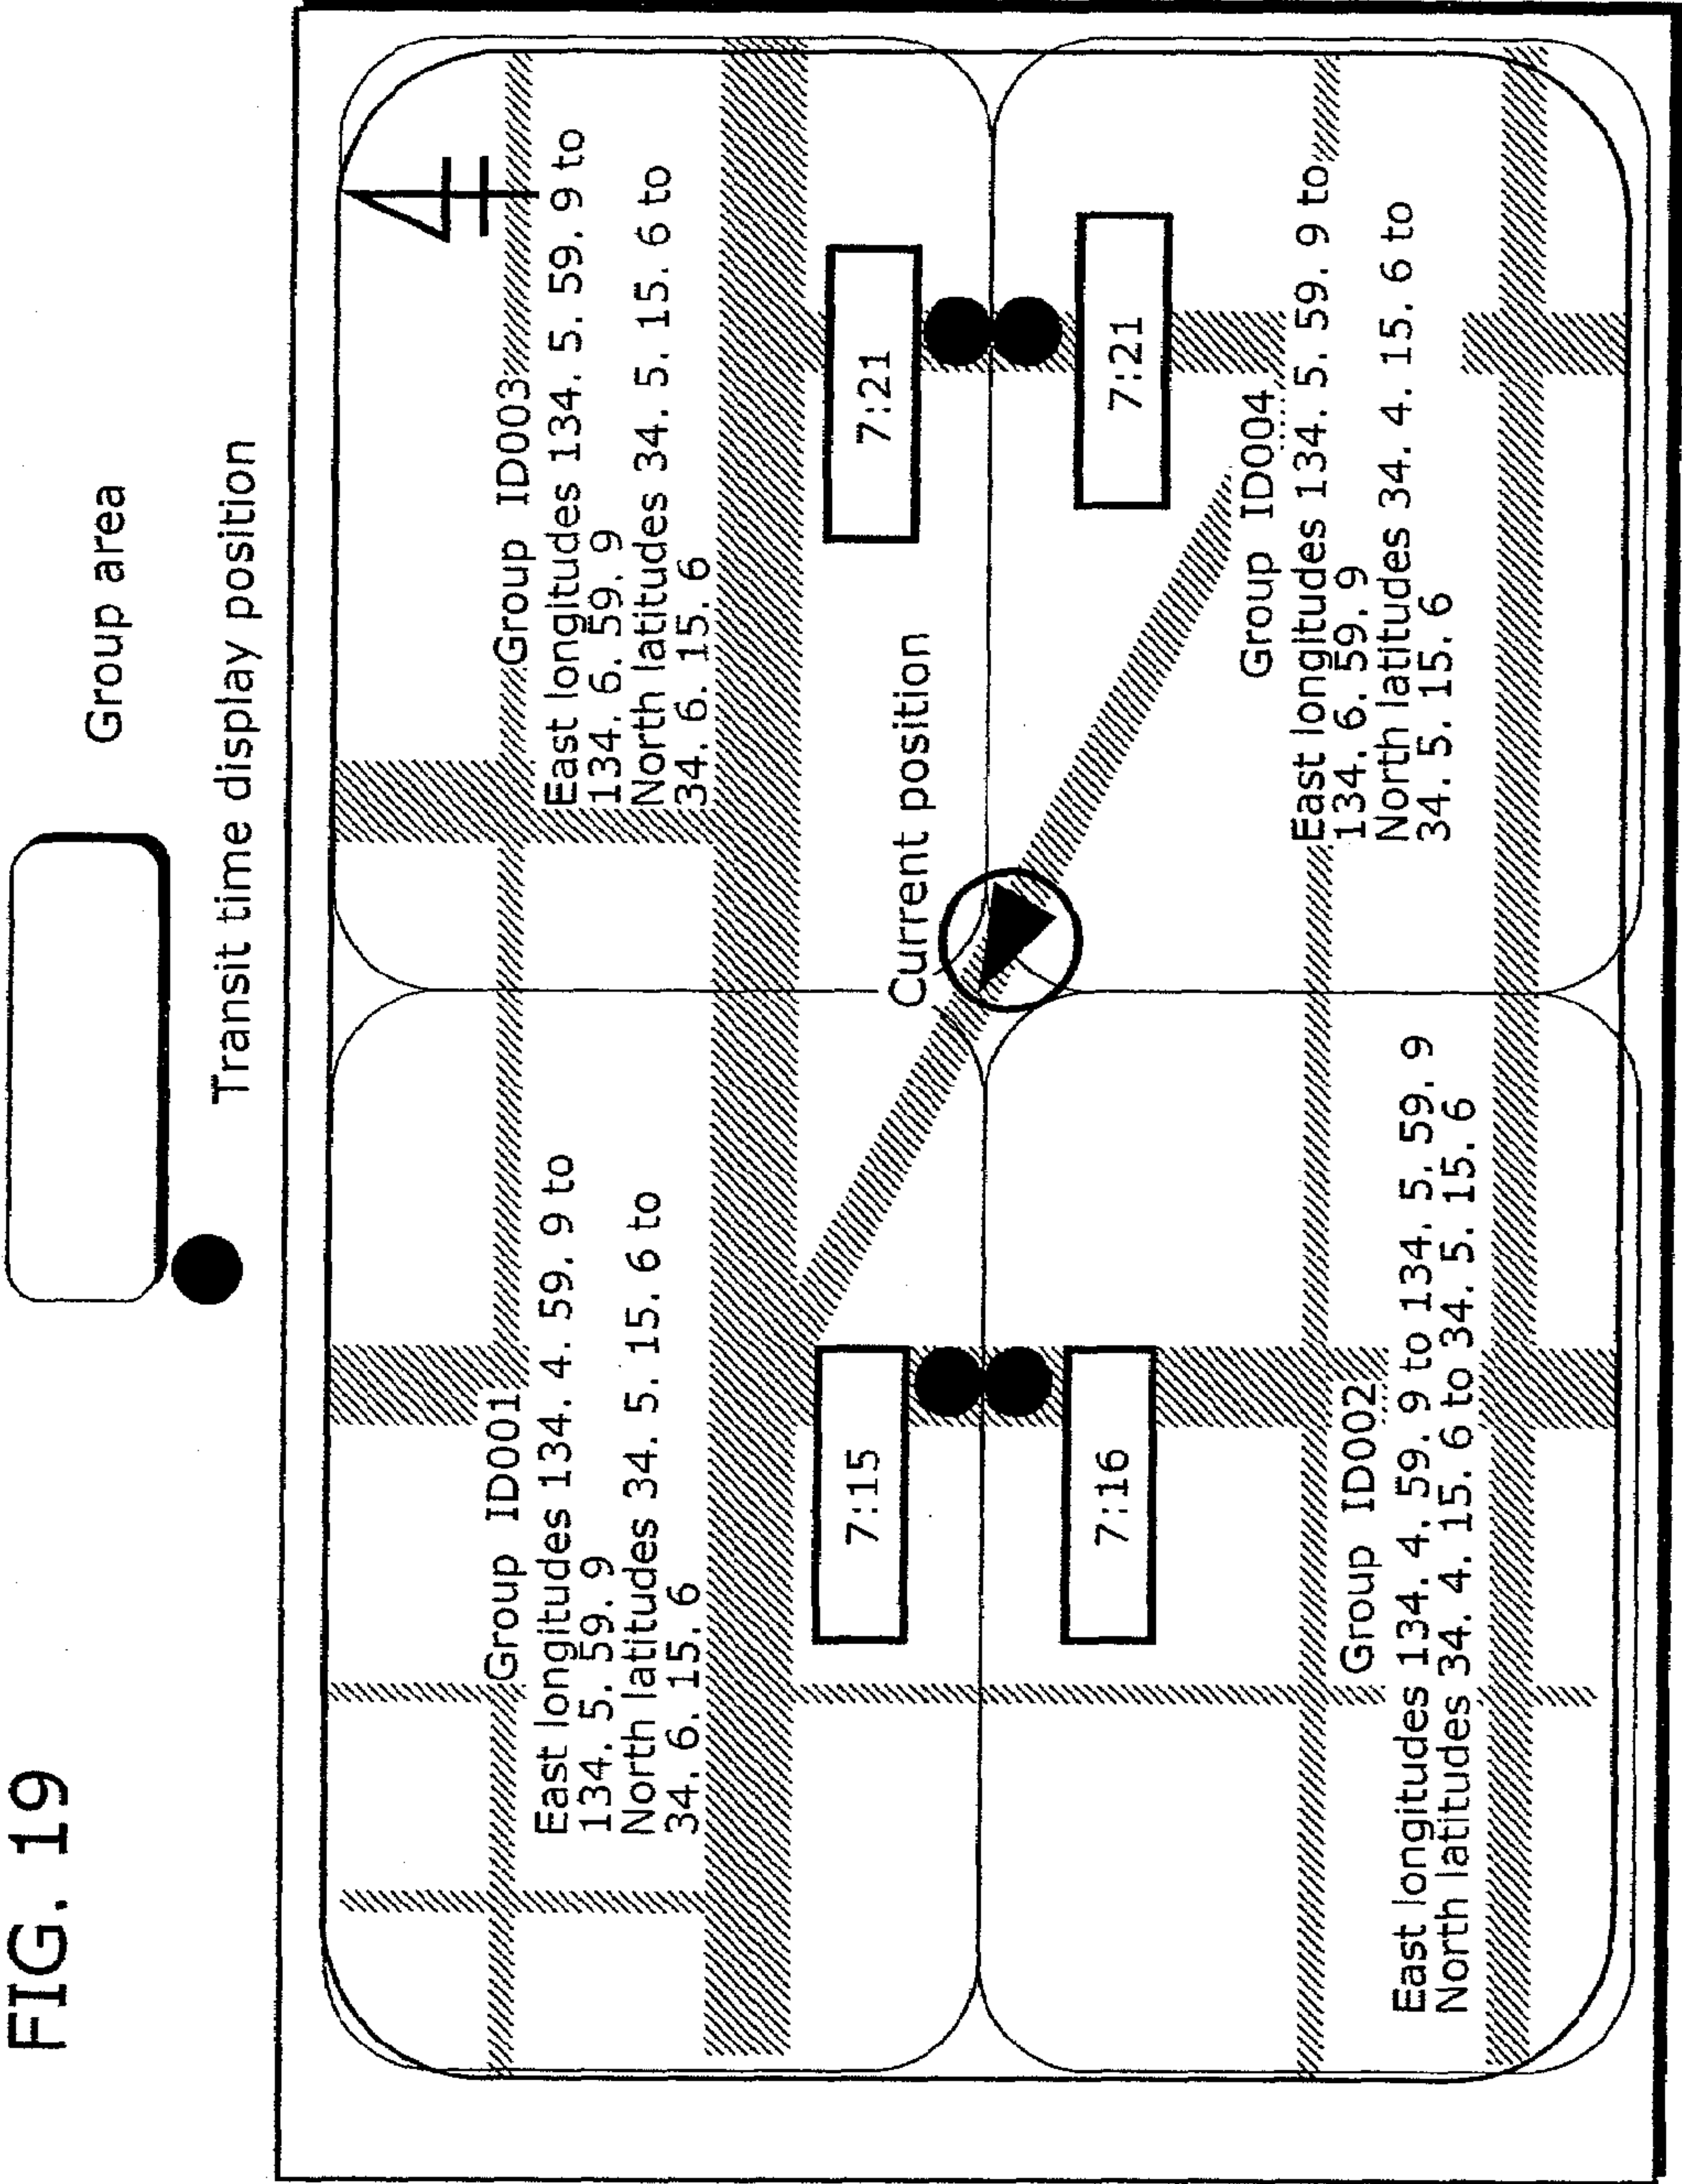 FIG. 19
Group area
Transit time display position
Group ID001
East longitudes 134. 4. 59. 9 to
134. 5. 59. 9
North latitudes 34. 5. 15. 6 to
34. 6. 15. 6
Group ID003
East longitudes 134. 5. 59. 9 to
134. 6. 59. 9
North latitudes 34. 5. 15. 6 to
34. 6. 15. 6
7:15
7:21
Current position
7:16
7:21
Group ID002
East longitudes 134. 4. 59. 9 to 134. 5. 59. 9
North latitudes 34. 4. 15. 6 to 34. 5. 15. 6
Group ID004
East longitudes 134. 5. 59. 9 to
134. 6. 59. 9
North latitudes 34. 4. 15. 6 to
34. 5. 15. 6